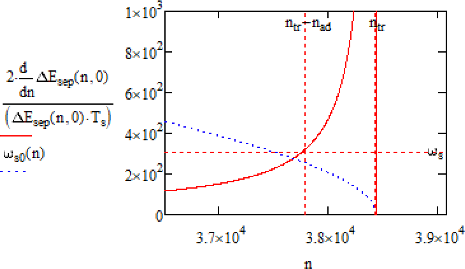 1×10³
8×10²
6×10²
4×10²
2×10²
0
n_tr−n_ad
n_tr
ω_s
2·d/dn ΔE_sep(n,0)
(ΔE_sep(n,0)·T_s)
ω_s0(n)
3.7×10⁴
3.8×10⁴
3.9×10⁴
n